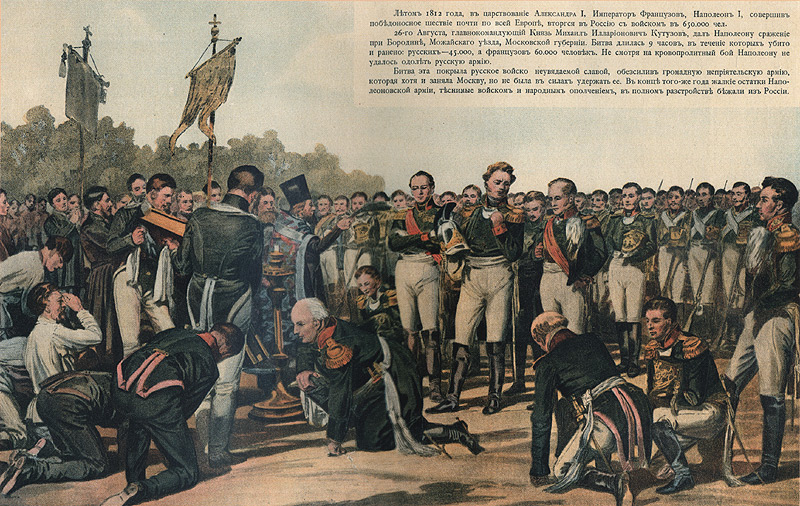 Лѣтомъ 1812 года, въ царствованіе Александра I, Императоръ Французовъ, Наполеонъ I, совершивъ
побѣдоносное шествіе почти по всей Европѣ, вторгся въ Россію съ войскомъ въ 650.000 чел.
26-го Августа, главнокомандующій Князь Михаилъ Илларіоновичъ Кутузовъ, далъ Наполеону сраженіе
при Бородинѣ, Можайскаго уѣзда, Московской губерніи. Битва длилась 9 часовъ, въ теченіе которыхъ убито
и ранено: русскихъ—45.000, а Французовъ 60.000 человѣкъ. Не смотря на кровопролитный бой Наполеону не
удалось одолѣть русскую армію.
Битва эта покрыла русское войско неувядаемой славой, обезсиливъ громадную непріятельскую армію,
которая хотя и заняла Москву, но не была въ силахъ удержать ее. Въ концѣ того-же года жалкіе остатки Напо-
леоновской арміи, тѣснимые войскомъ и народнымъ ополченіемъ, въ полномъ разстройствѣ бѣжали изъ Россіи.